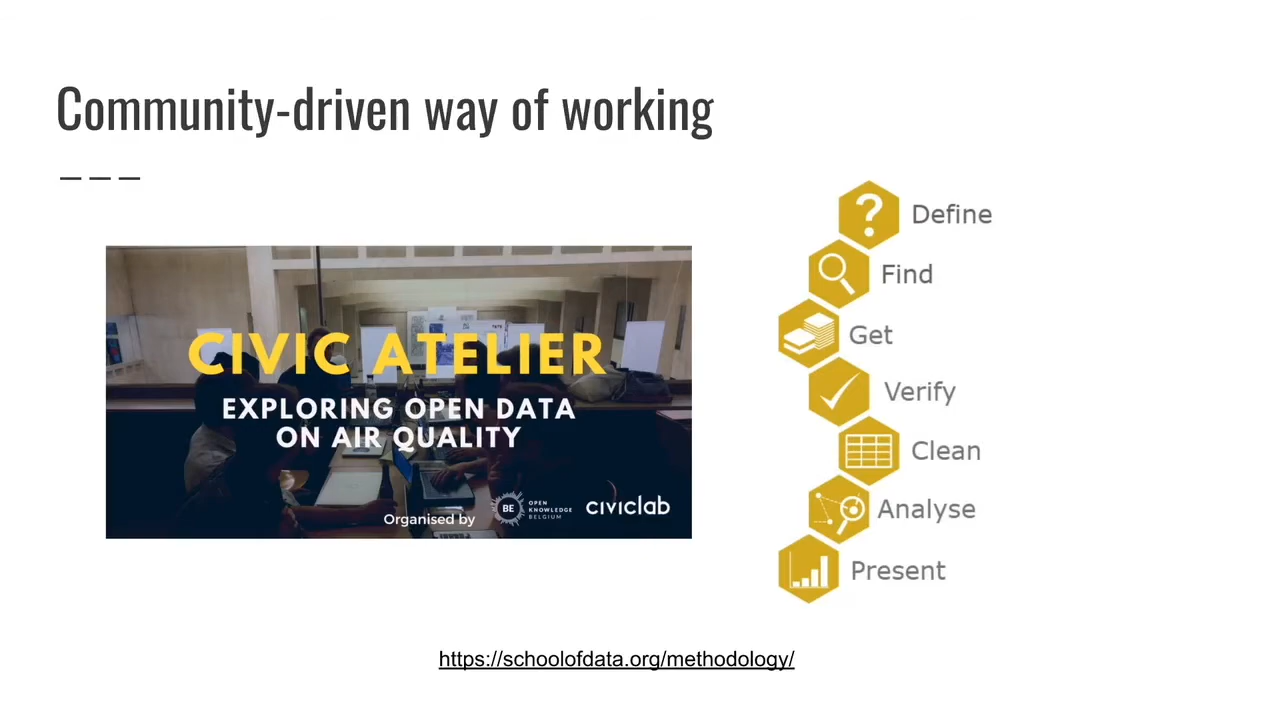 Community-driven way of working
CIVIC ATELIER
EXPLORING OPEN DATA
ON AIR QUALITY
Organised by
BE
OPEN
KNOWLEDGE
BELGIUM
civiclab
?
Define
Find
Get
Verify
Clean
Analyse
Present
https://schoolofdata.org/methodology/